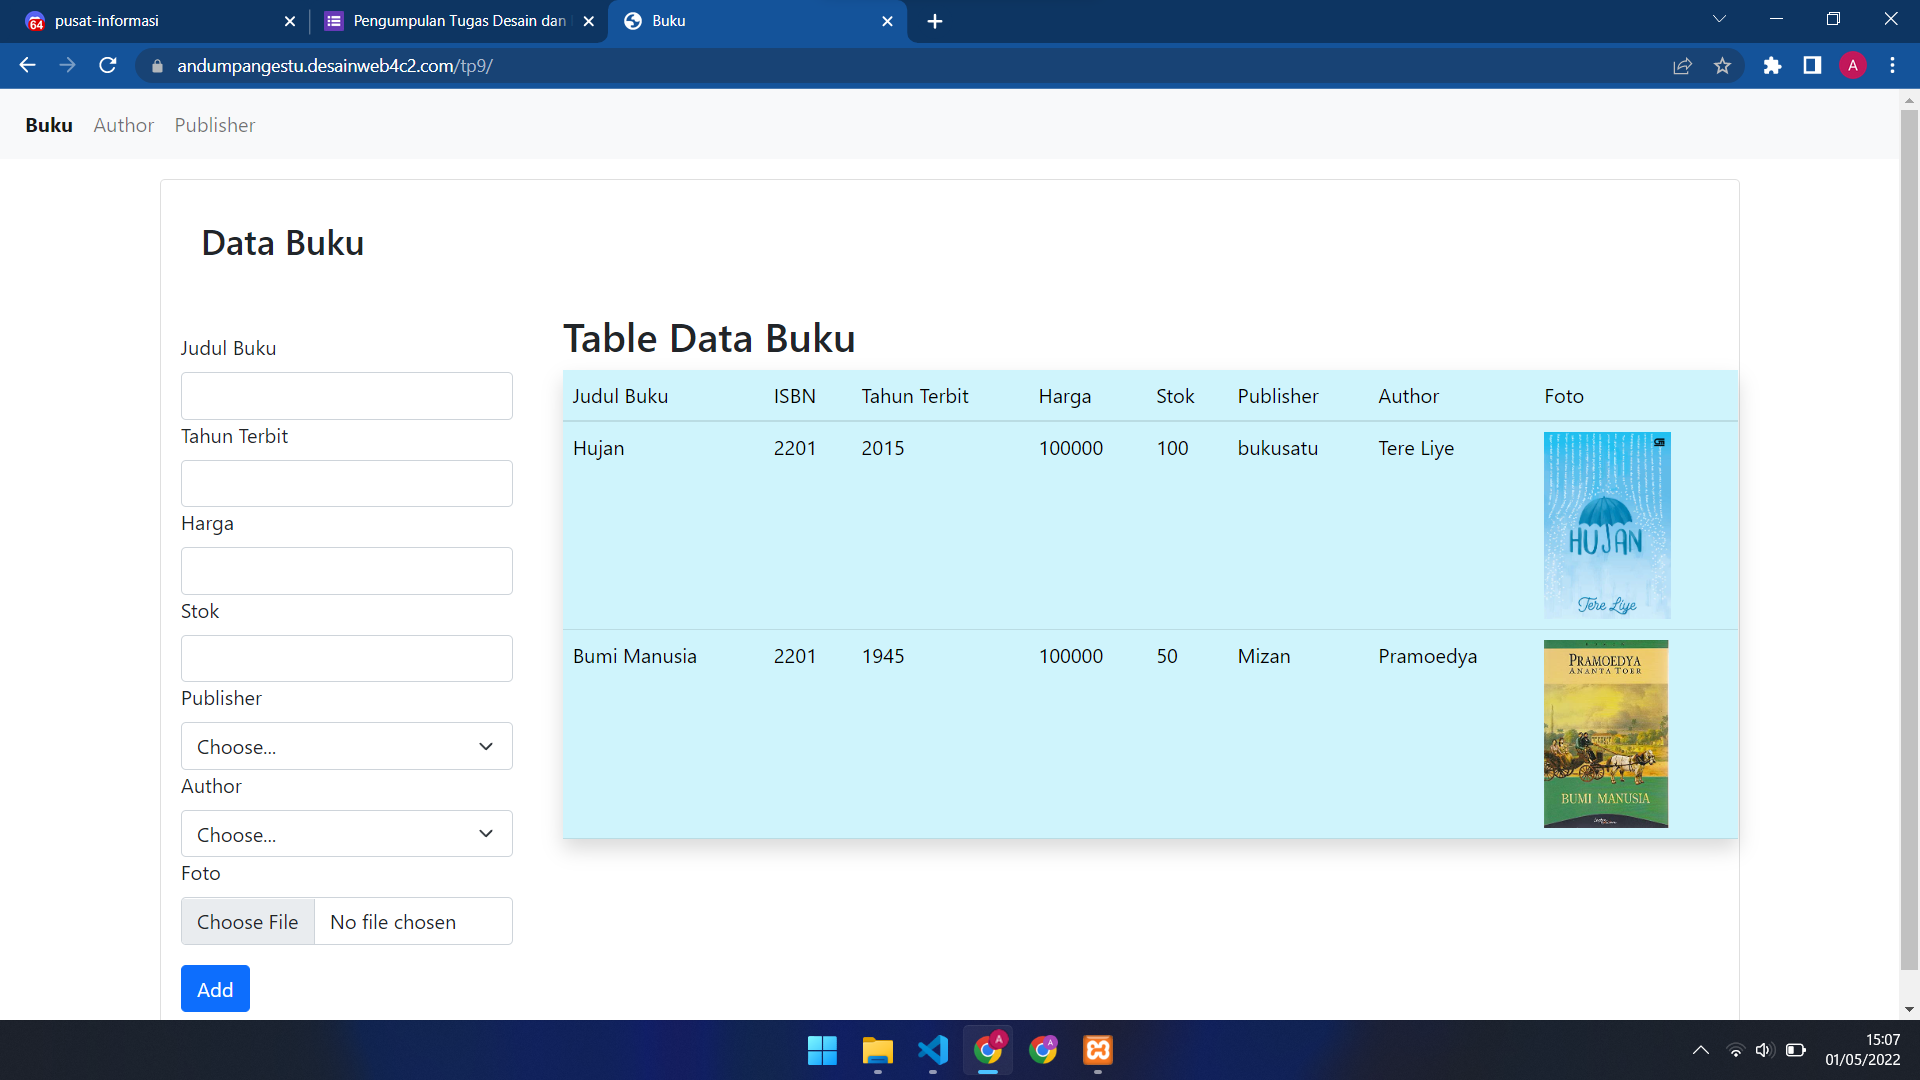 64 pusat-informasi
Pengumpulan Tugas Desain dan
Buku
andumpangestu.desainweb4c2.com/tp9/
A
Buku Author Publisher
Data Buku
Judul Buku
Tahun Terbit
Harga
Stok
Publisher
Choose...
Author
Choose...
Foto
Choose File No file chosen
Add
Table Data Buku
Judul Buku ISBN Tahun Terbit Harga Stok Publisher Author Foto
Hujan 2201 2015 100000 100 bukusatu Tere Liye
HUJAN
Tere Liye
Bumi Manusia 2201 1945 100000 50 Mizan Pramoedya
PRAMOEDYA
ANANTA TOER
BUMI MANUSIA
A
A
15:07
01/05/2022